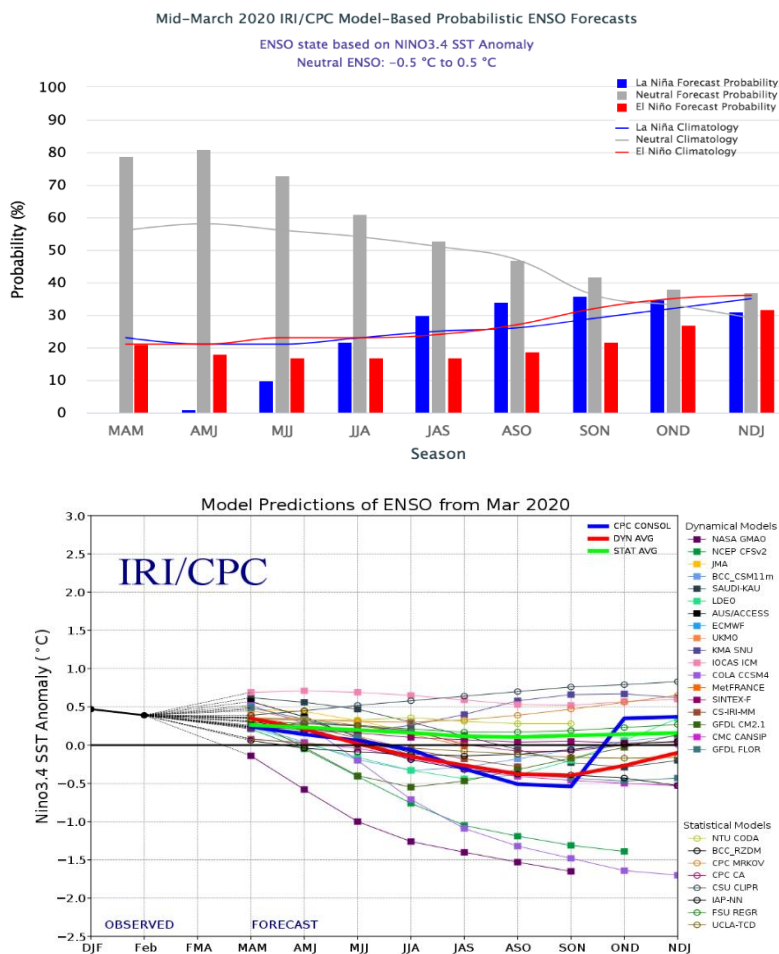 Mid-March 2020 IRI/CPC Model-Based Probabilistic ENSO Forecasts
ENSO state based on NINO3.4 SST Anomaly
Neutral ENSO: -0.5 °C to 0.5 °C
La Niña Forecast Probability
Neutral Forecast Probability
El Niño Forecast Probability
La Niña Climatology
Neutral Climatology
El Niño Climatology
Probability (%)
100
90
80
70
60
50
40
30
20
10
0
MAM AMJ MJJ JJA JAS ASO SON OND NDJ
Season
Model Predictions of ENSO from Mar 2020
Nino3.4 SST Anomaly (°C)
3.0
2.5
2.0
1.5
1.0
0.5
0.0
−0.5
−1.0
−1.5
−2.0
−2.5
IRI/CPC
CPC CONSOL
DYN AVG
STAT AVG
Dynamical Models
NASA GMAO
NCEP CFSv2
JMA
BCC_CSM11m
SAUDI-KAU
LDEO
AUS/ACCESS
ECMWF
UKMO
KMA SNU
IOCAS ICM
COLA CCSM4
MetFRANCE
SINTEX-F
CS-IRI-MM
GFDL CM2.1
CMC CANSIP
GFDL FLOR
Statistical Models
NTU CODA
BCC_RZDM
CPC MRKOV
CPC CA
CSU CLIPR
IAP-NN
FSU REGR
UCLA-TCD
OBSERVED FORECAST
DJF Feb FMA MAM AMJ MJJ JJA JAS ASO SON OND NDJ